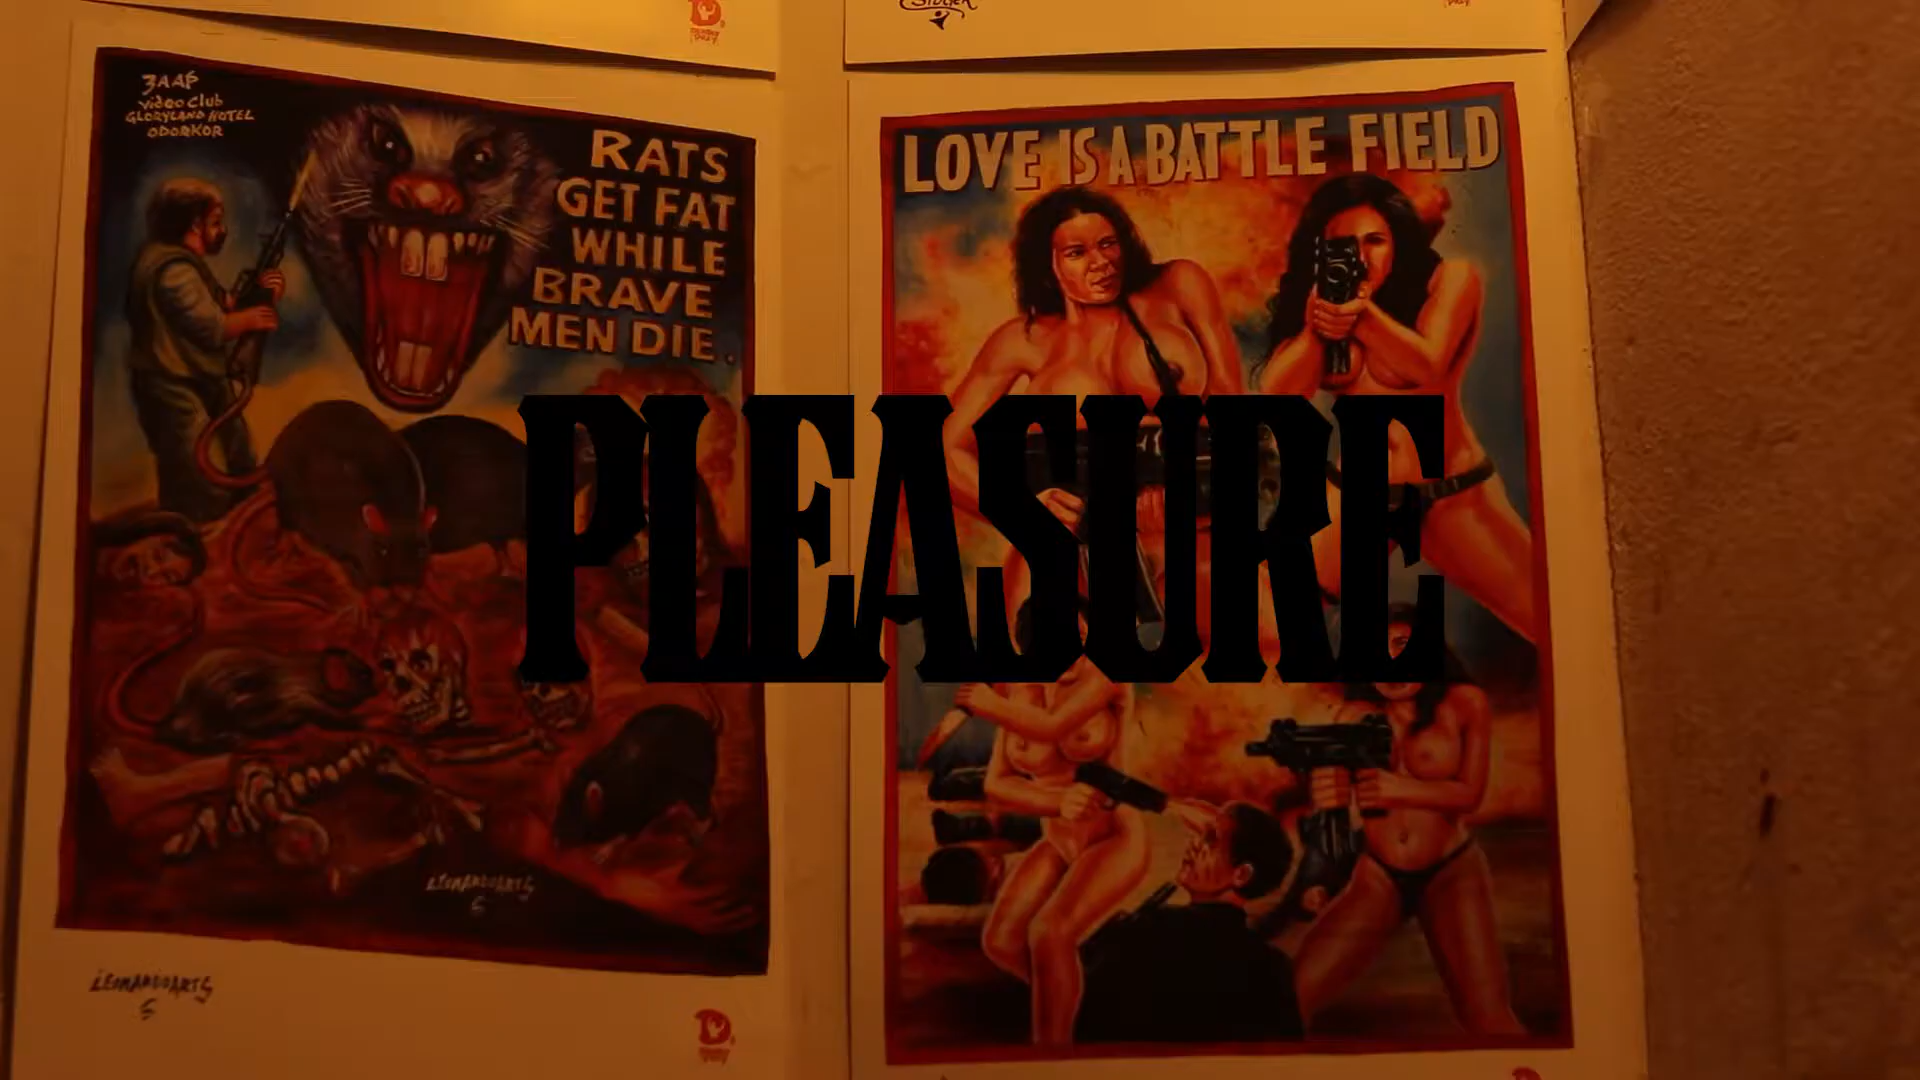 3AAF
Video Club
GLORYLAND HOTEL
ODORKOR
RATS
GET FAT
WHILE
BRAVE
MEN DIE.
LOVE IS A BATTLE FIELD
PLEASURE
LEONARDOARTS
LEONARDOARTS